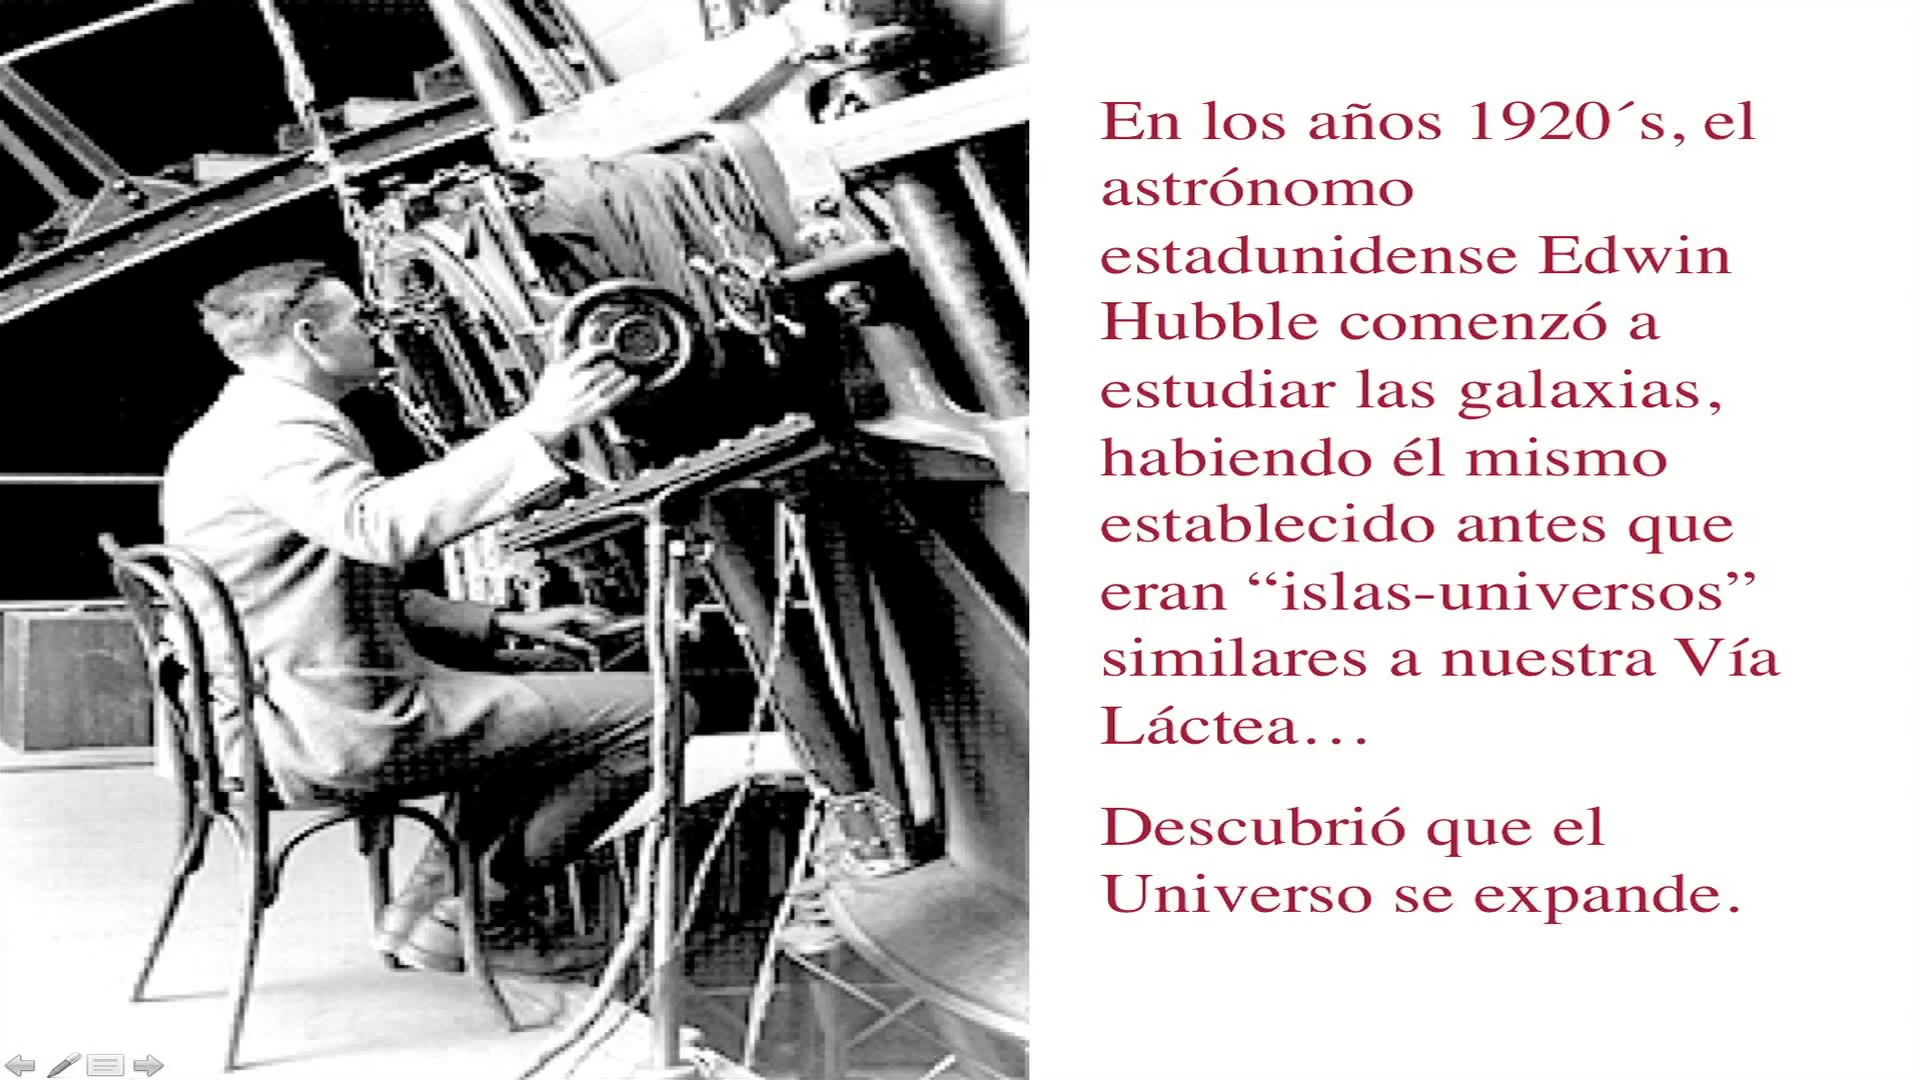 En los años 1920´s, el
astrónomo
estadunidense Edwin
Hubble comenzó a
estudiar las galaxias,
habiendo él mismo
establecido antes que
eran “islas-universos”
similares a nuestra Vía
Láctea…
Descubrió que el
Universo se expande.